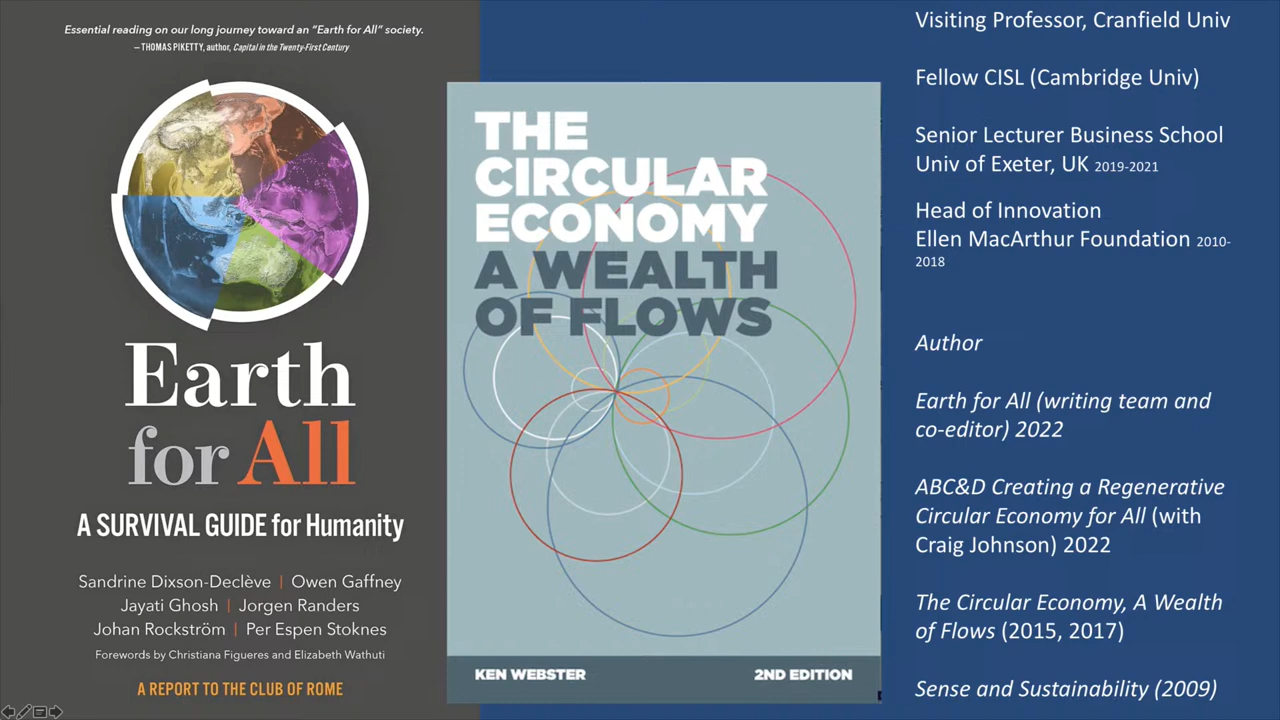 Essential reading on our long journey toward an “Earth for All” society.
— THOMAS PIKETTY, author, Capital in the Twenty-First Century
Earth
for All
A SURVIVAL GUIDE for Humanity
Sandrine Dixson-Declève | Owen Gaffney
Jayati Ghosh | Jorgen Randers
Johan Rockström | Per Espen Stoknes
Forewords by Christiana Figueres and Elizabeth Wathuti
A REPORT TO THE CLUB OF ROME
THE
CIRCULAR
ECONOMY
A WEALTH
OF FLOWS
KEN WEBSTER
2ND EDITION
Visiting Professor, Cranfield Univ
Fellow CISL (Cambridge Univ)
Senior Lecturer Business School
Univ of Exeter, UK 2019-2021
Head of Innovation
Ellen MacArthur Foundation 2010-
2018
Author
Earth for All (writing team and
co-editor) 2022
ABC&D Creating a Regenerative
Circular Economy for All (with
Craig Johnson) 2022
The Circular Economy, A Wealth
of Flows (2015, 2017)
Sense and Sustainability (2009)